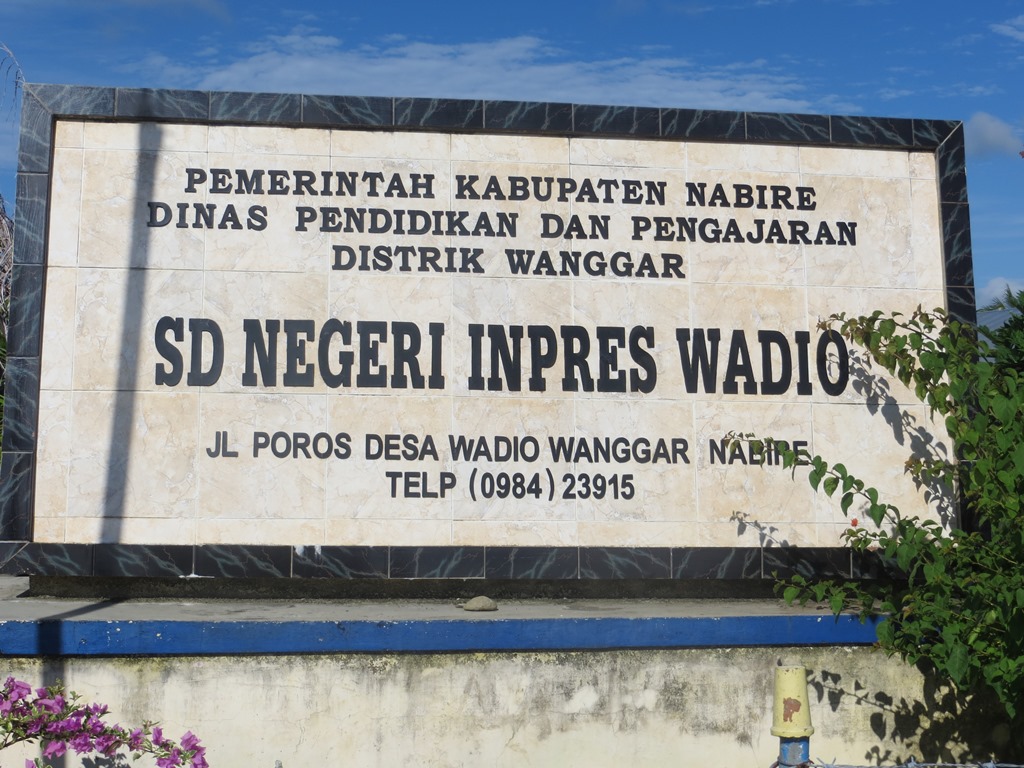 PEMERINTAH KABUPATEN NABIRE
DINAS PENDIDIKAN DAN PENGAJARAN
DISTRIK WANGGAR
SD NEGERI INPRES WADIO
JL POROS DESA WADIO WANGGAR NABIRE
TELP (0984) 23915